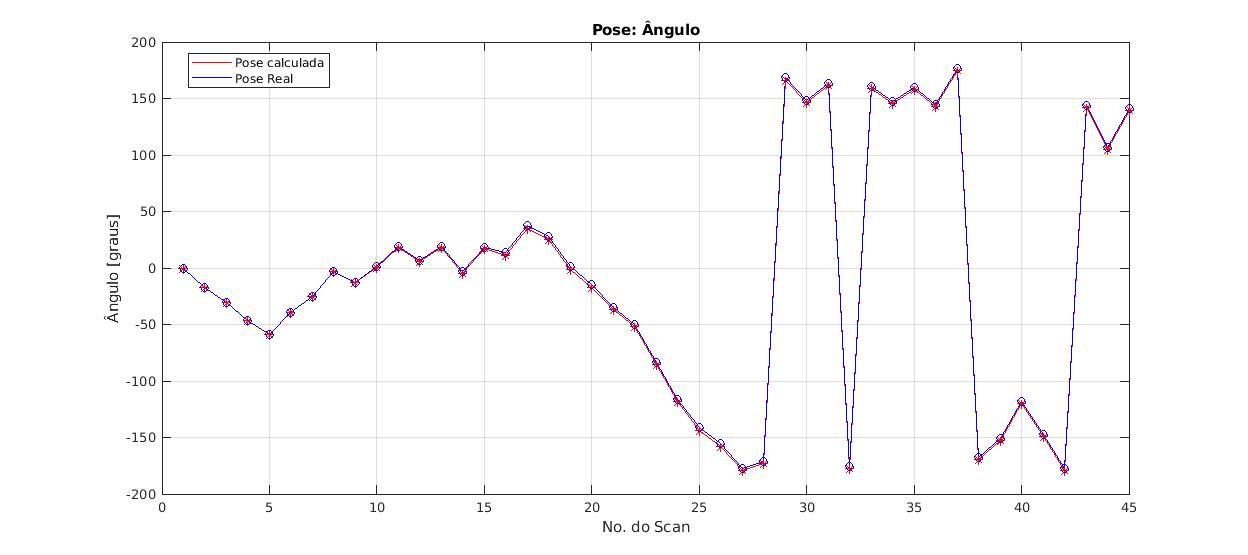 Pose: Ângulo
Pose calculada
Pose Real
200
150
100
50
0
-50
-100
-150
-200
Ângulo [graus]
0 5 10 15 20 25 30 35 40 45
No. do Scan